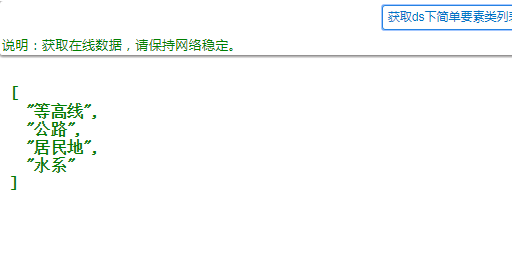 获取ds下简单要素类列
说明：获取在线数据，请保持网络稳定。
[
"等高线",
"公路",
"居民地",
"水系"
]